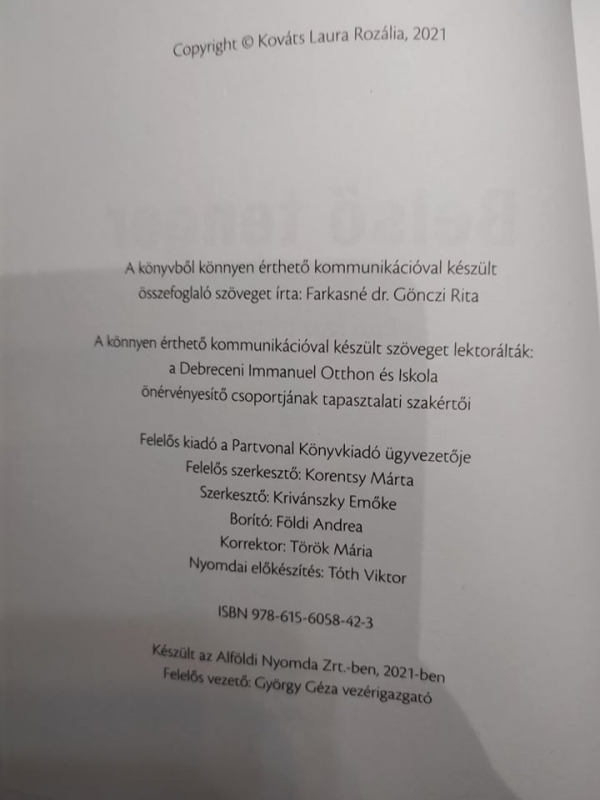 Copyright © Kováts Laura Rozália, 2021
Belső tenger
A könyvből könnyen érthető kommunikációval készült
összefoglaló szöveget írta: Farkasné dr. Gönczi Rita
A könnyen érthető kommunikációval készült szöveget lektorálták:
a Debreceni Immanuel Otthon és Iskola
önérvényesítő csoportjának tapasztalati szakértői
Felelős kiadó a Partvonal Könyvkiadó ügyvezetője
Felelős szerkesztő: Korentsy Márta
Szerkesztő: Krivánszky Emőke
Borító: Földi Andrea
Korrektor: Török Mária
Nyomdai előkészítés: Tóth Viktor
ISBN 978-615-6058-42-3
Készült az Alföldi Nyomda Zrt.-ben, 2021-ben
Felelős vezető: György Géza vezérigazgató